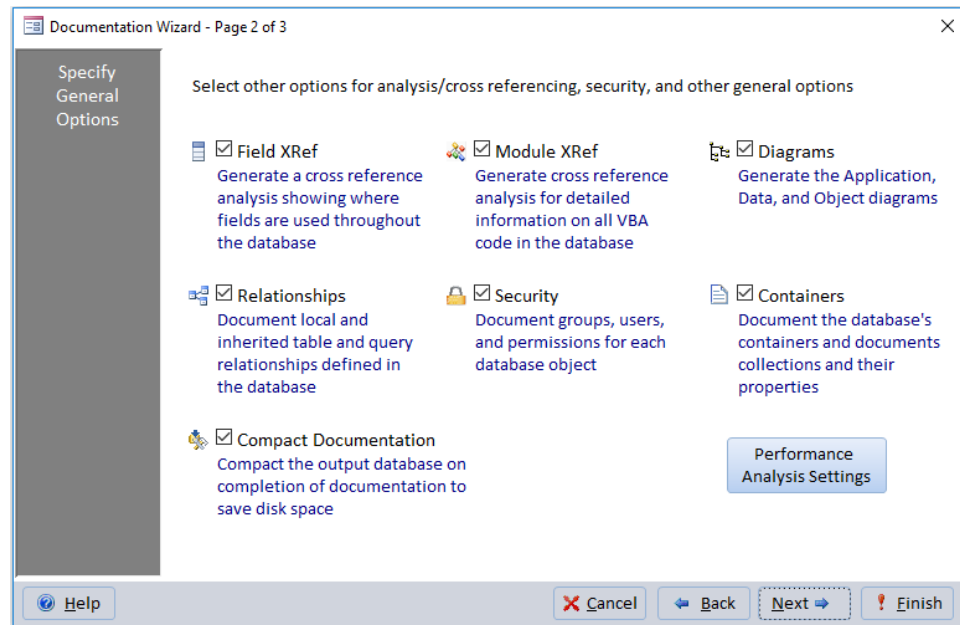 Documentation Wizard - Page 2 of 3
Specify
General
Options
Select other options for analysis/cross referencing, security, and other general options
Field XRef
Generate a cross reference
analysis showing where
fields are used throughout
the database
Module XRef
Generate cross reference
analysis for detailed
information on all VBA
code in the database
Diagrams
Generate the Application,
Data, and Object diagrams
Relationships
Document local and
inherited table and query
relationships defined in
the database
Security
Document groups, users,
and permissions for each
database object
Containers
Document the database's
containers and documents
collections and their
properties
Compact Documentation
Compact the output database on
completion of documentation to
save disk space
Performance
Analysis Settings
Help
Cancel
Back
Next
Finish